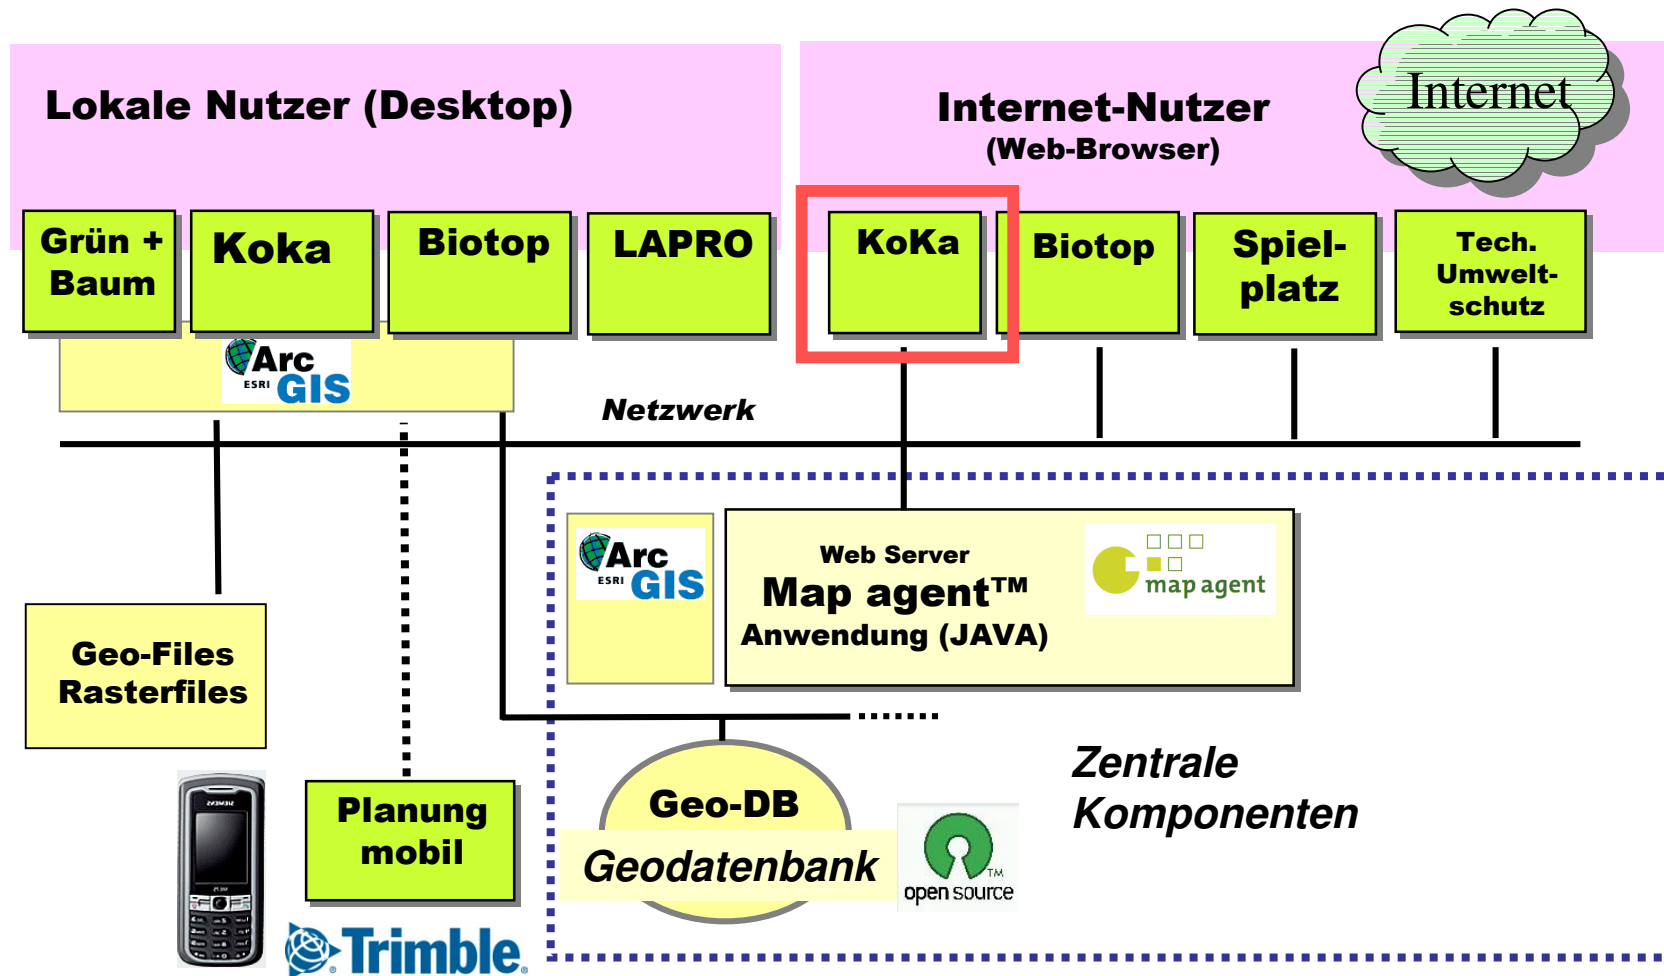 Internet
Lokale Nutzer (Desktop)
Internet-Nutzer
(Web-Browser)
Grün +
Baum
Koka
Biotop
LAPRO
KoKa
Biotop
Spiel-
platz
Tech.
Umwelt-
schutz
Arc
ESRI GIS
Netzwerk
Arc
ESRI GIS
Web Server
Map agent™
Anwendung (JAVA)
map agent
Geo-Files
Rasterfiles
Zentrale
Komponenten
SIEMENS
Planung
mobil
Geo-DB
Geodatenbank
TM
open source
Trimble®